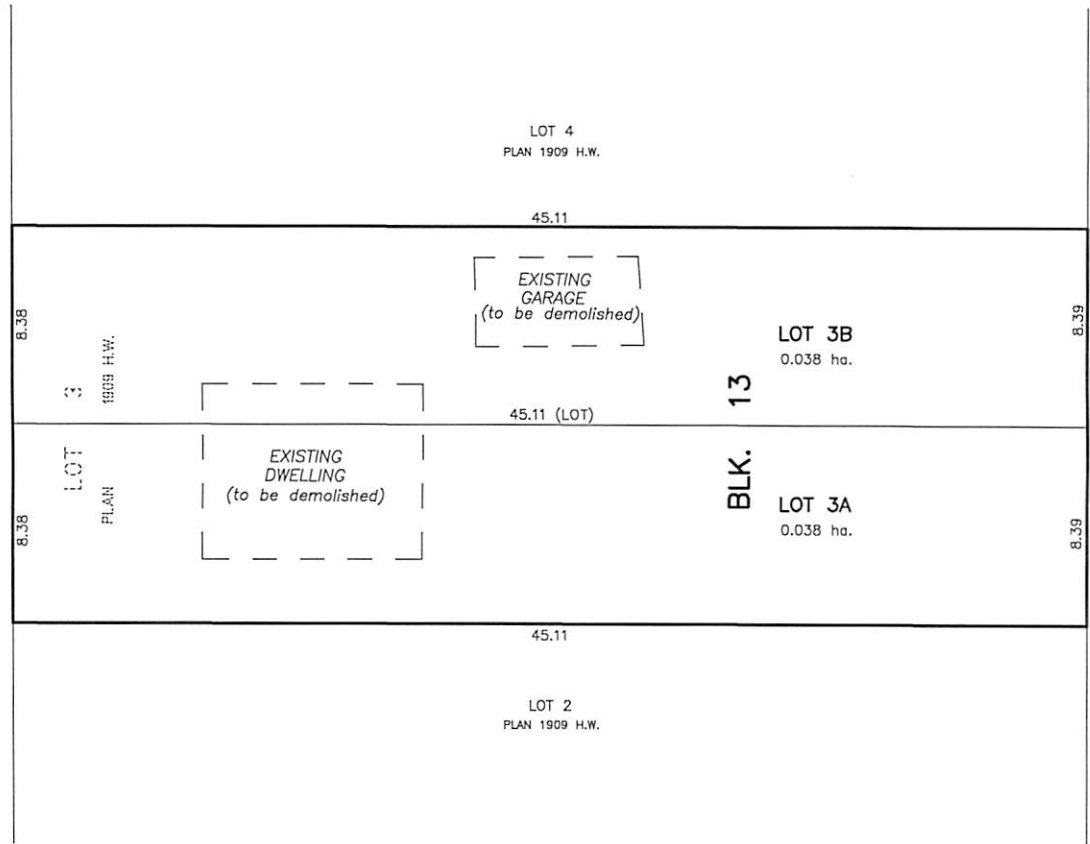 LOT 4
PLAN 1909 H.W.
45.11
8.38
EXISTING
GARAGE
(to be demolished)
8.39
LOT 3B
0.038 ha.
LOT 3
PLAN 1909 H.W.
45.11 (LOT)
BLK. 13
EXISTING
DWELLING
(to be demolished)
LOT 3A
0.038 ha.
8.38
8.39
45.11
LOT 2
PLAN 1909 H.W.